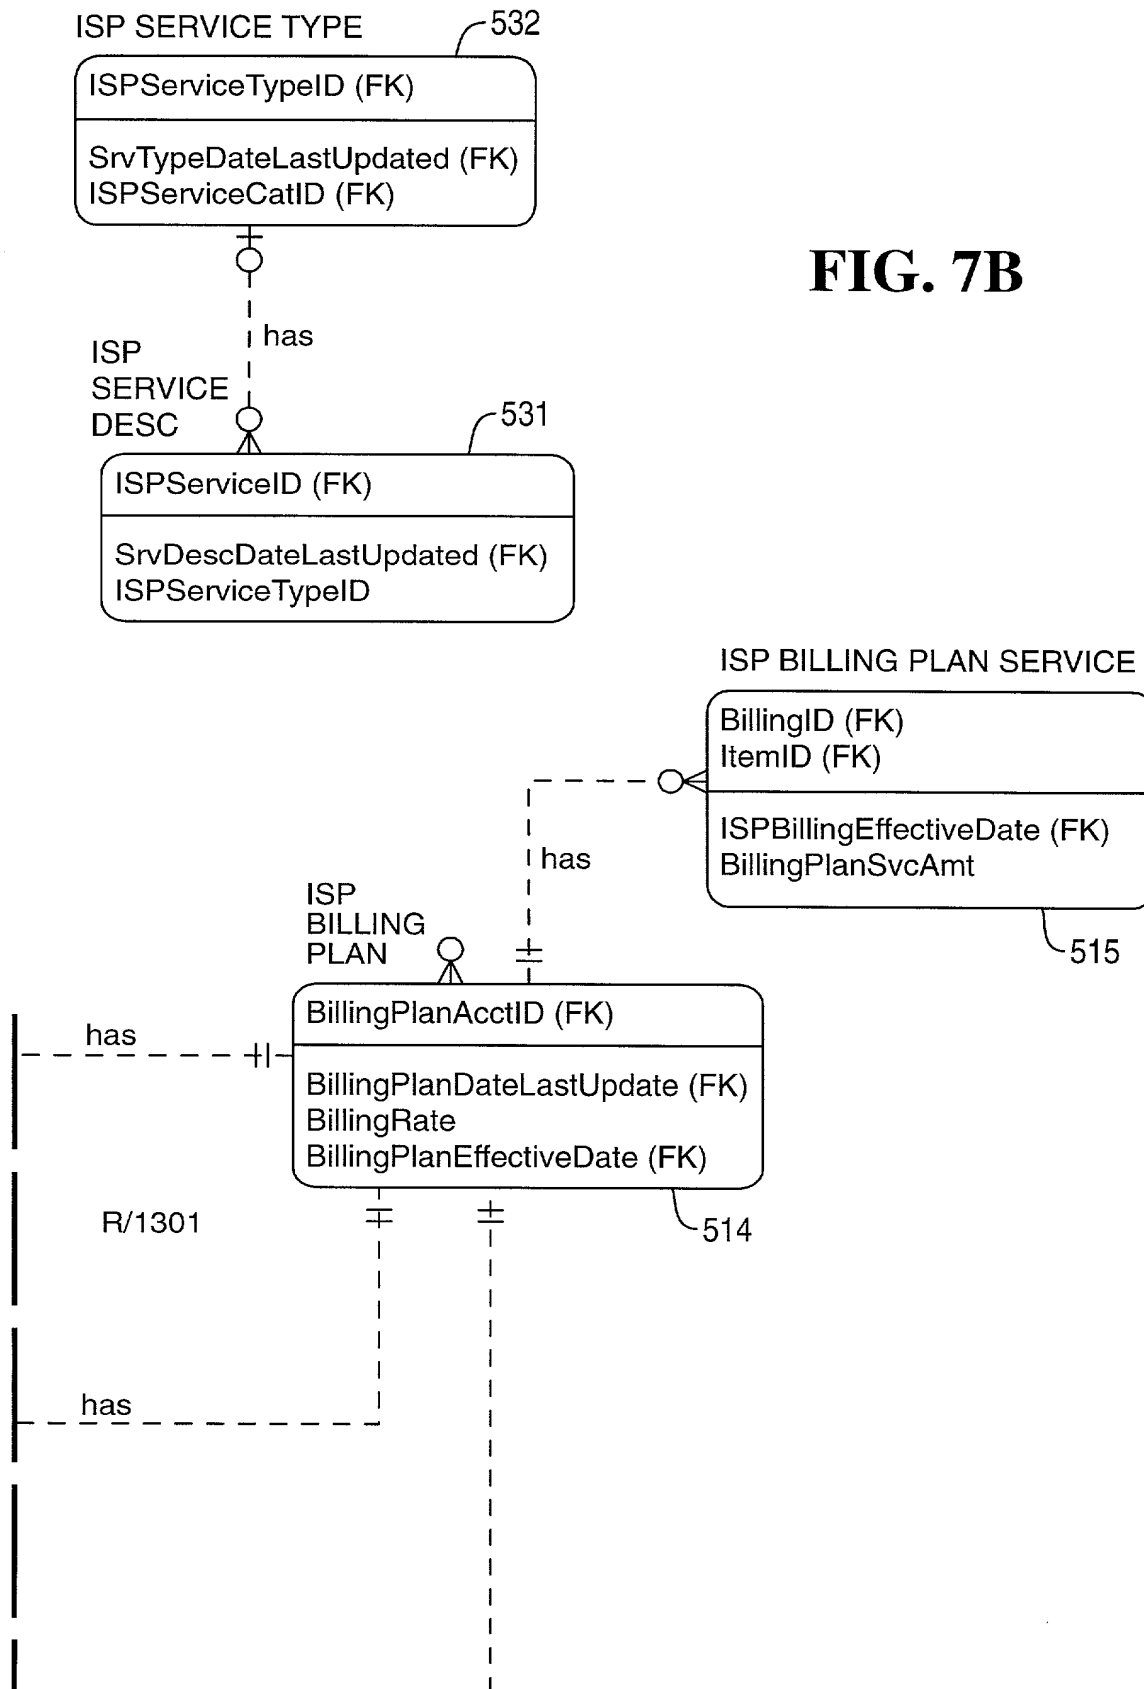 ISP SERVICE TYPE
532
ISPServiceTypeID (FK)
SrvTypeDateLastUpdated (FK)
ISPServiceCatID (FK)
FIG. 7B
has
ISP
SERVICE
DESC
531
ISPServiceID (FK)
SrvDescDateLastUpdated (FK)
ISPServiceTypeID
ISP BILLING PLAN SERVICE
BillingID (FK)
ItemID (FK)
ISPBillingEffectiveDate (FK)
BillingPlanSvcAmt
515
has
ISP
BILLING
PLAN
BillingPlanAcctID (FK)
has
BillingPlanDateLastUpdate (FK)
BillingRate
BillingPlanEffectiveDate (FK)
R/1301
514
has